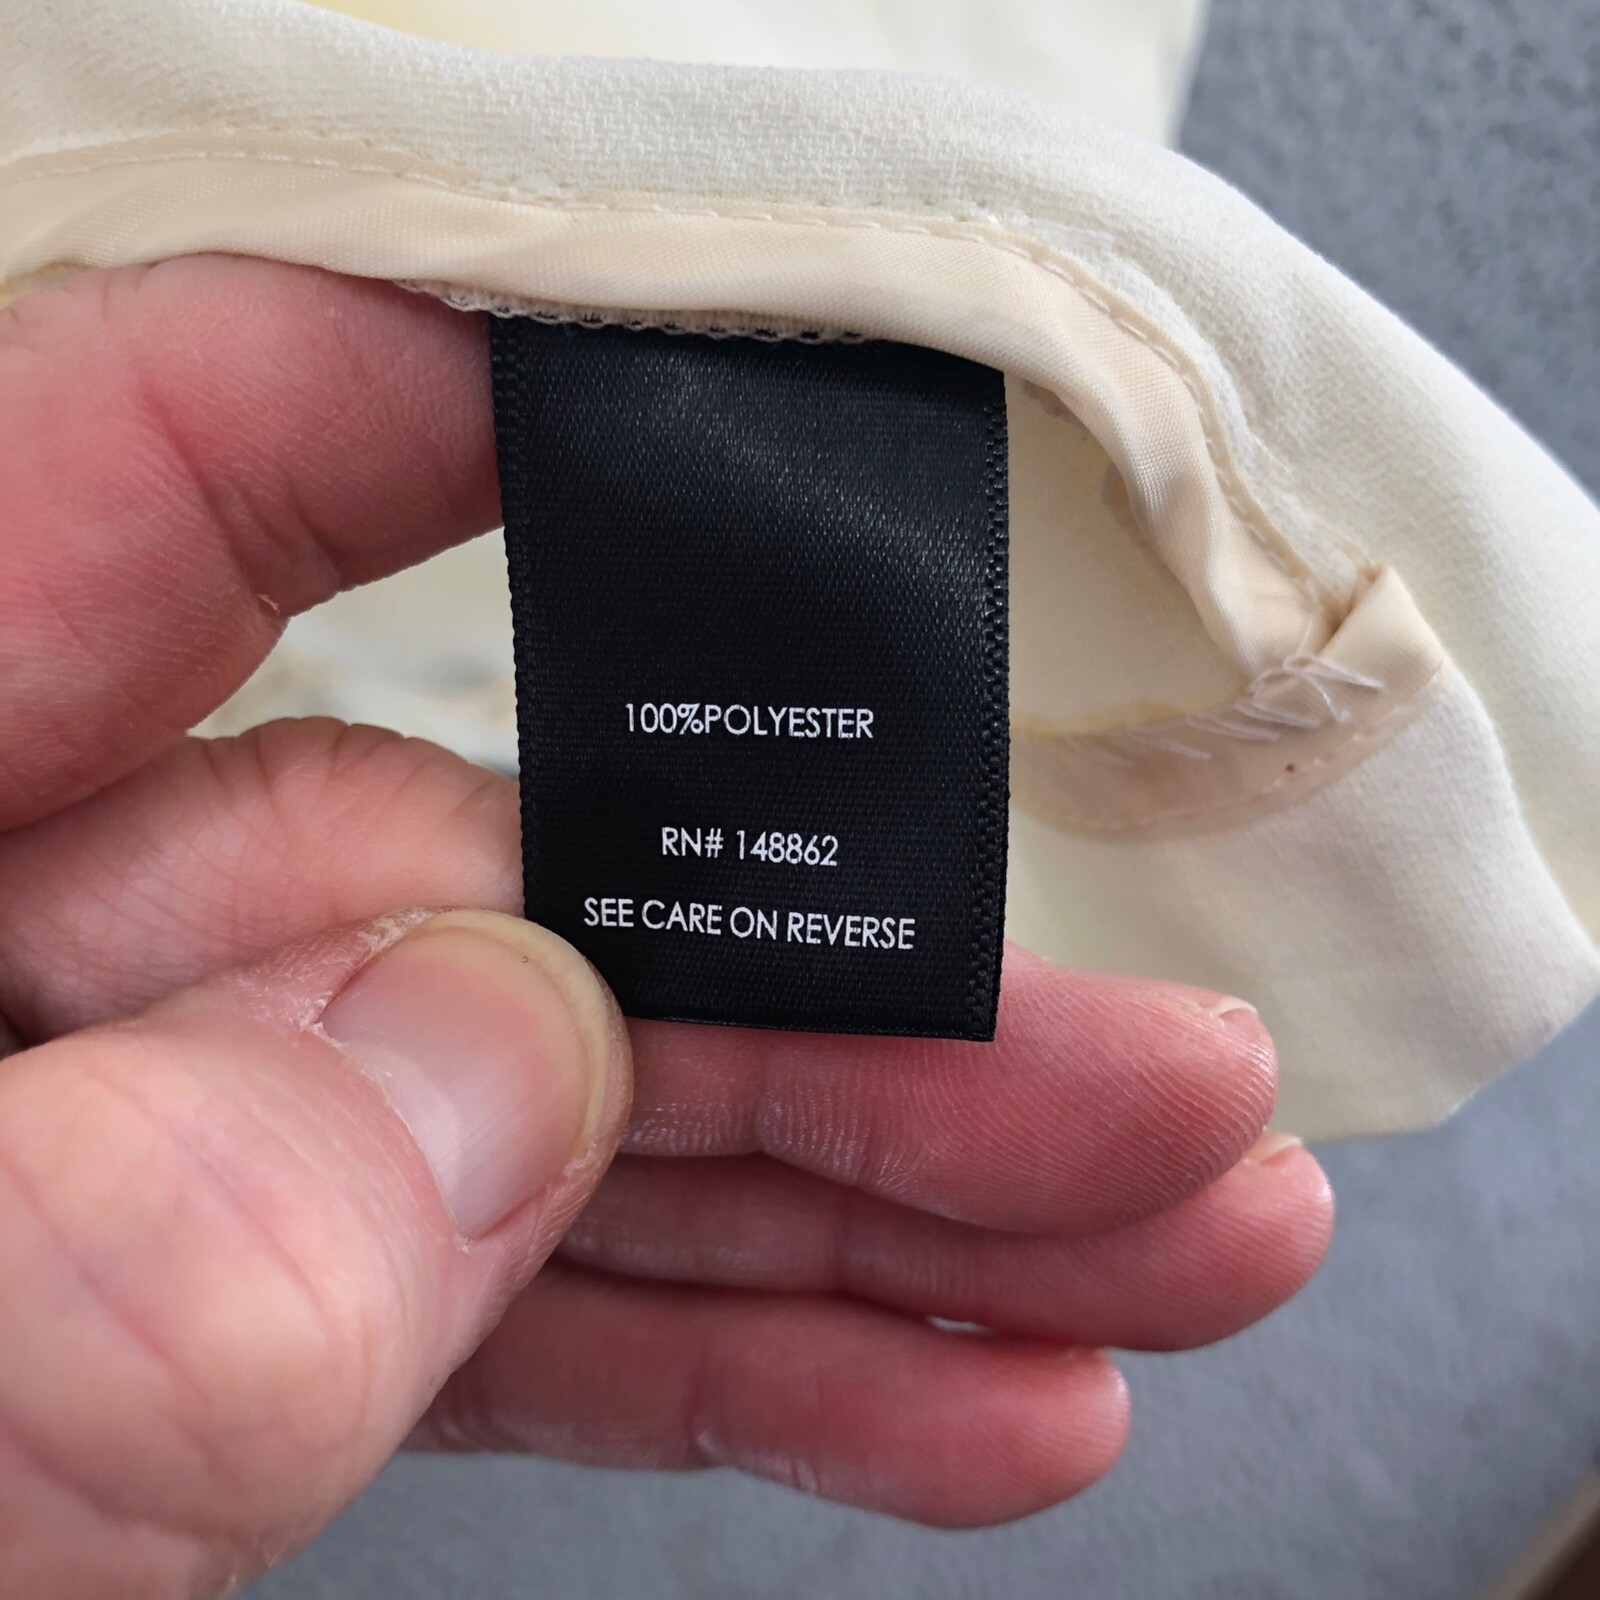 100%POLYESTER
RN# 148862
SEE CARE ON REVERSE